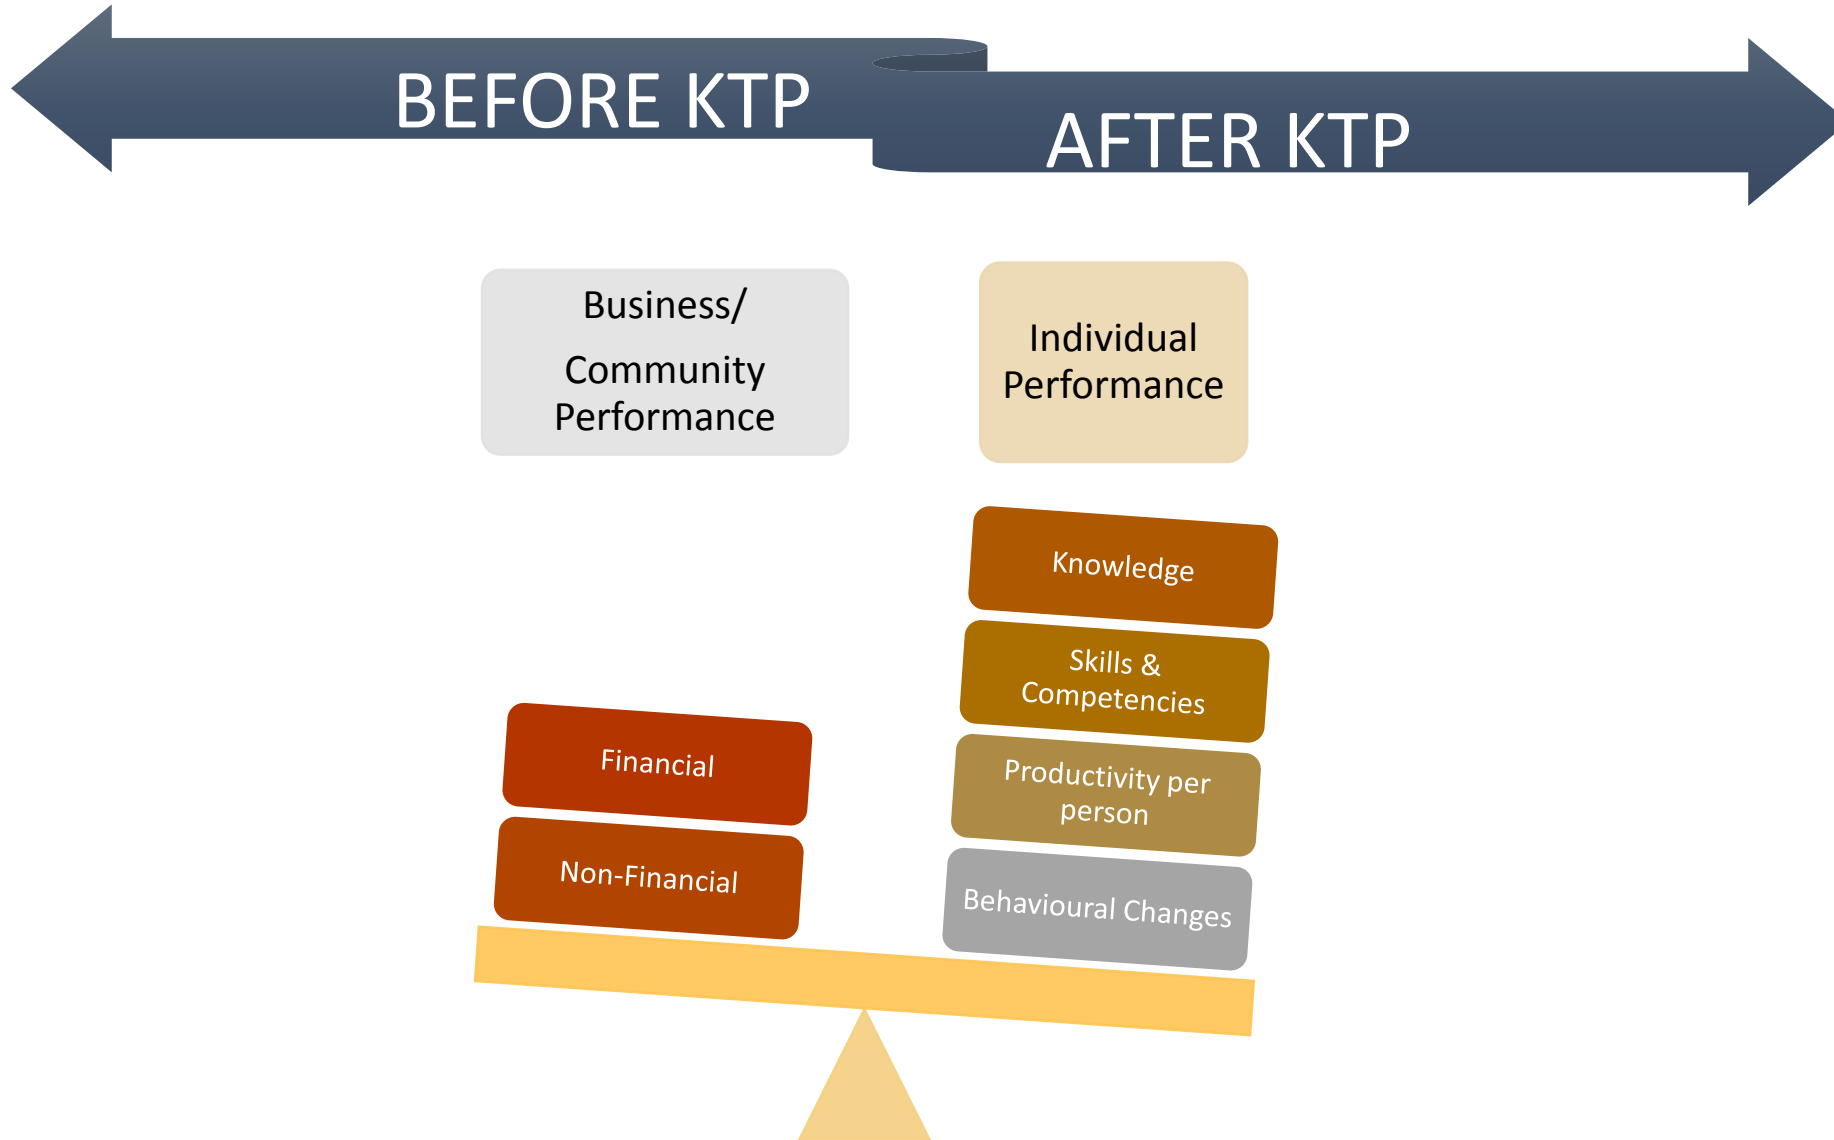 BEFORE KTP
AFTER KTP
Business/
Community
Performance
Individual
Performance
Knowledge
Skills &
Competencies
Productivity per
person
Behavioural Changes
Financial
Non-Financial